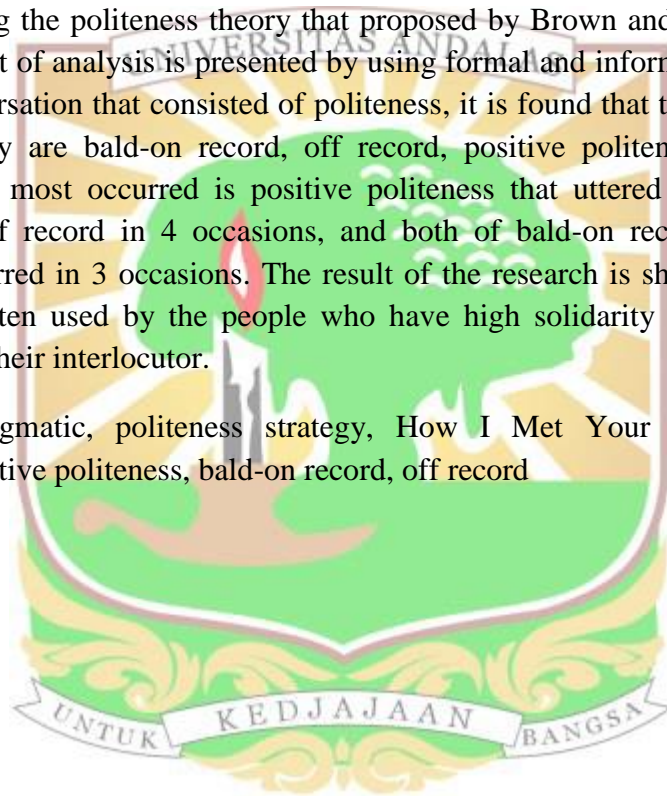 g the politeness theory that proposed by Brown and
UNIVERSITAS ANDALAS
t of analysis is presented by using formal and inform
rsation that consisted of politeness, it is found that t
y are bald-on record, off record, positive politen
most occurred is positive politeness that uttered
f record in 4 occasions, and both of bald-on rec
rred in 3 occasions. The result of the research is sh
ten used by the people who have high solidarity
heir interlocutor.
gmatic, politeness strategy, How I Met Your
tive politeness, bald-on record, off record
UNTUK KEDJAJAAN BANGSA